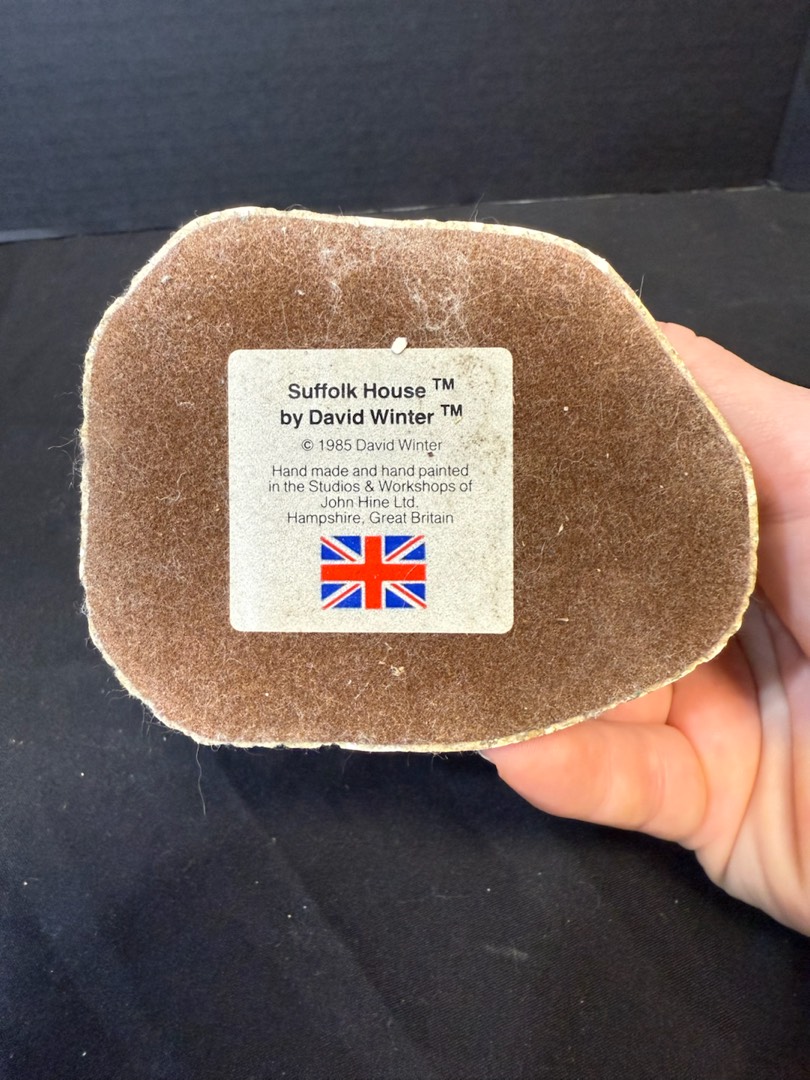 Suffolk House ™
by David Winter ™
© 1985 David Winter
Hand made and hand painted
in the Studios & Workshops of
John Hine Ltd.
Hampshire, Great Britain